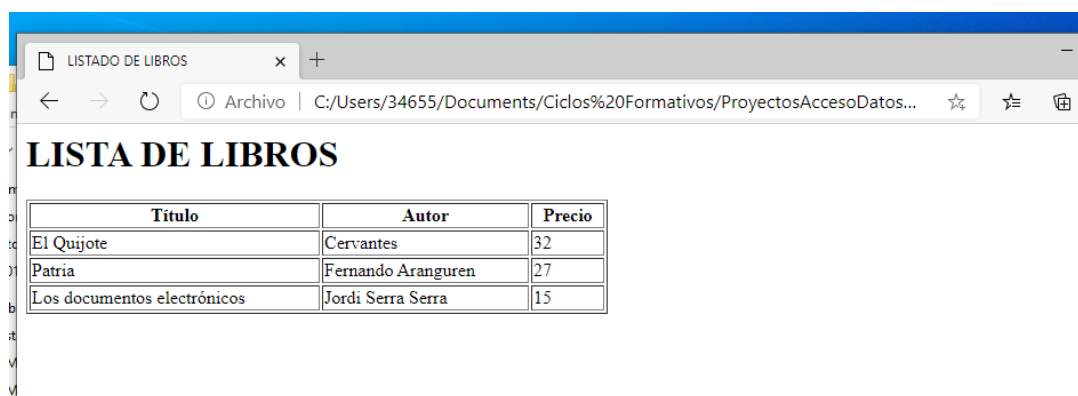 LISTADO DE LIBROS
Archivo | C:/Users/34655/Documents/Ciclos%20Formativos/ProyectosAccesoDatos...
LISTA DE LIBROS
Título Autor Precio
El Quijote Cervantes 32
Patria Fernando Aranguren 27
Los documentos electrónicos Jordi Serra Serra 15